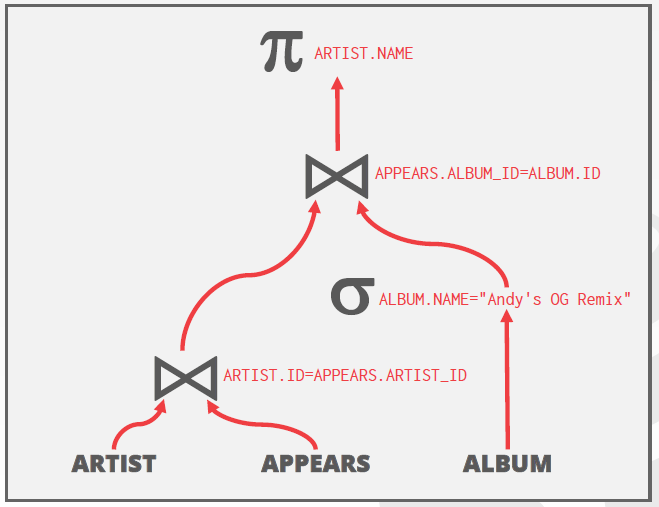 π ARTIST.NAME
⋈ APPEARS.ALBUM_ID=ALBUM.ID
σ ALBUM.NAME="Andy's OG Remix"
⋈ ARTIST.ID=APPEARS.ARTIST_ID
ARTIST APPEARS ALBUM